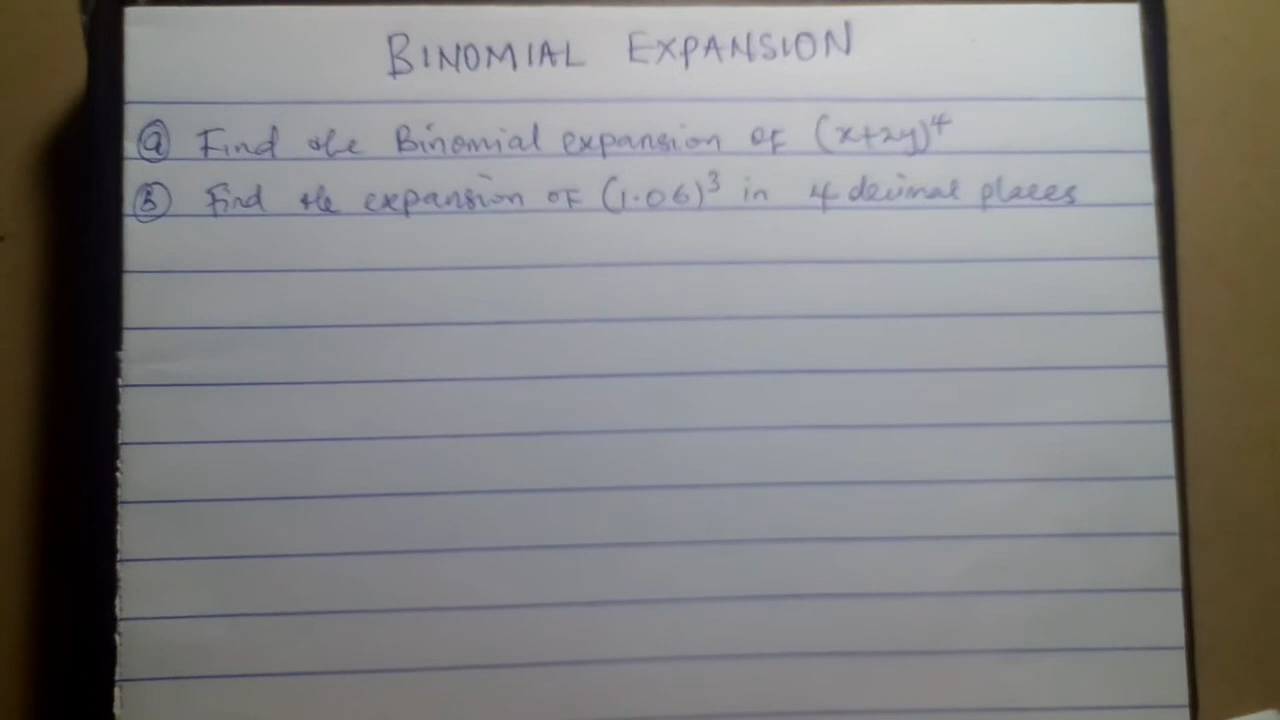 BINOMIAL EXPANSION
ⓐ Find the Binomial expansion of (x+2y)⁴
ⓑ Find the expansion of (1.06)³ in 4 decimal places